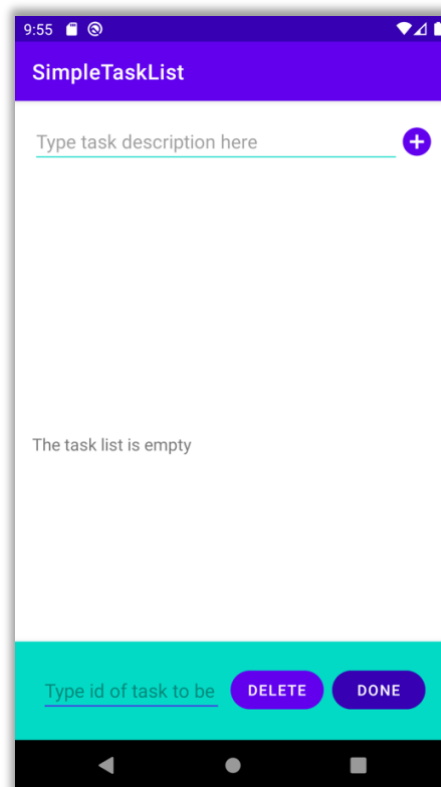 9:55
SimpleTaskList
Type task description here
The task list is empty
Type id of task to be
DELETE
DONE